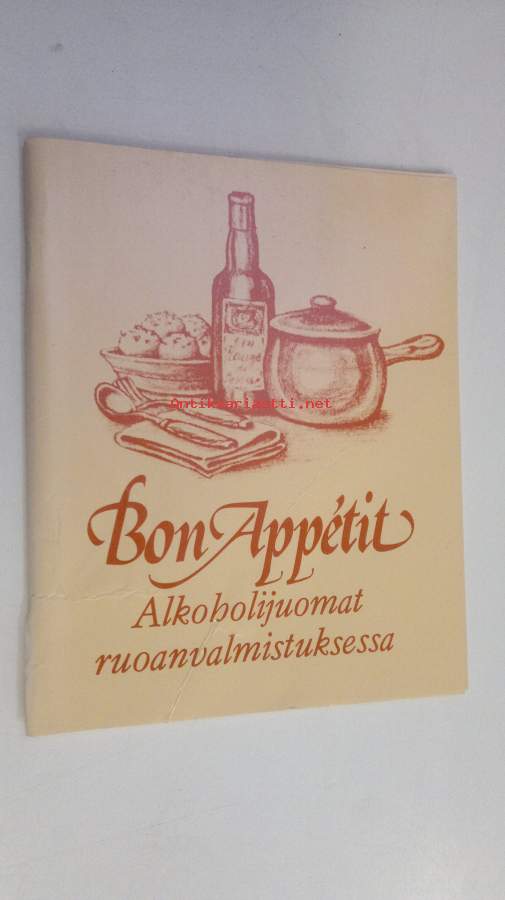 Antikvariaatti.net
Bon Appétit
Alkoholijuomat
ruoanvalmistuksessa